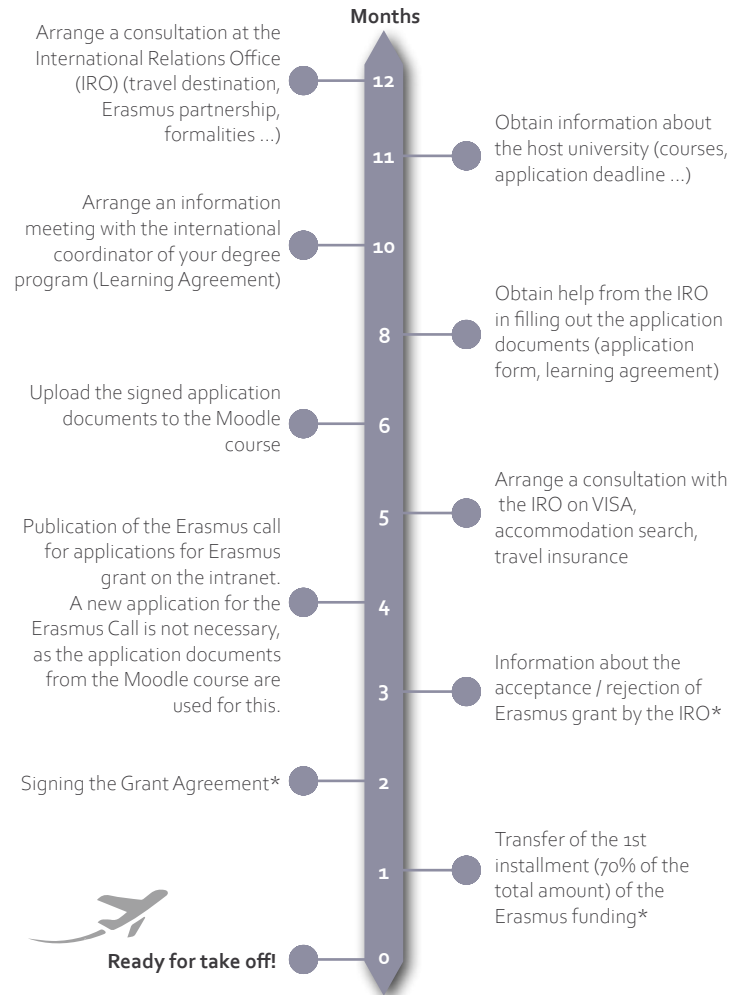 Months
Arrange a consultation at the
International Relations Office
(IRO) (travel destination,
Erasmus partnership,
formalities ...)
12
Obtain information about
the host university (courses,
application deadline ...)
11
Arrange an information
meeting with the international
coordinator of your degree
program (Learning Agreement)
10
Obtain help from the IRO
in filling out the application
documents (application
form, learning agreement)
8
Upload the signed application
documents to the Moodle
course
6
Arrange a consultation with
the IRO on VISA,
accommodation search,
travel insurance
5
Publication of the Erasmus call
for applications for Erasmus
grant on the intranet.
A new application for the
Erasmus Call is not necessary,
as the application documents
from the Moodle course are
used for this.
4
Information about the
acceptance / rejection of
Erasmus grant by the IRO*
3
Signing the Grant Agreement*
2
Transfer of the 1st
installment (70% of the
total amount) of the
Erasmus funding*
1
Ready for take off!
0